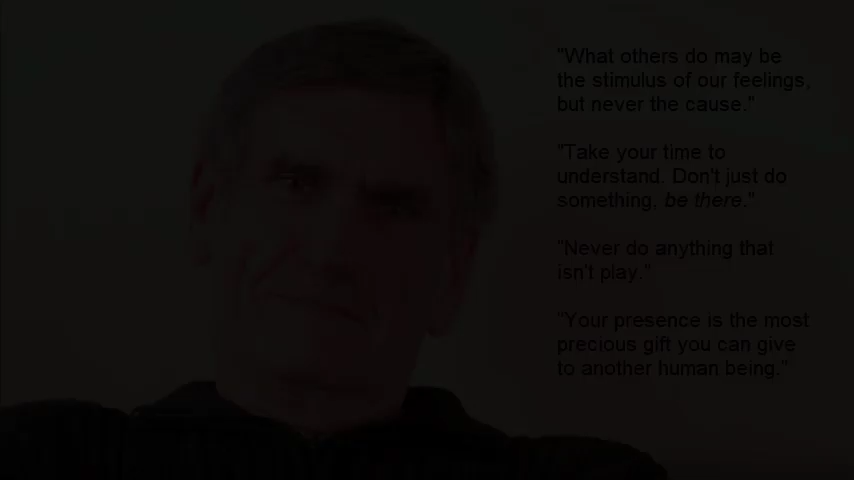 "What others do may be
the stimulus of our feelings,
but never the cause."
"Take your time to
understand. Don't just do
something, be there."
"Never do anything that
isn't play."
"Your presence is the most
precious gift you can give
to another human being."